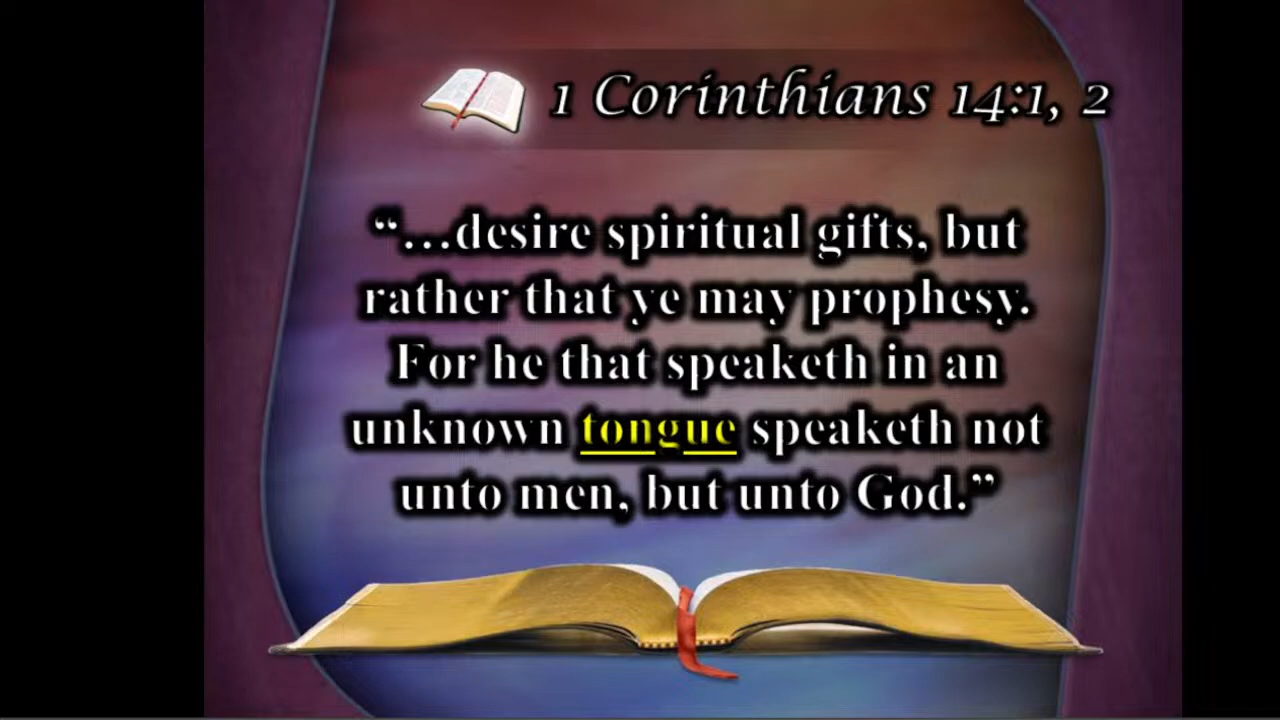 1 Corinthians 14:1, 2
“...desire spiritual gifts, but
rather that ye may prophesy.
For he that speaketh in an
unknown tongue speaketh not
unto men, but unto God.”